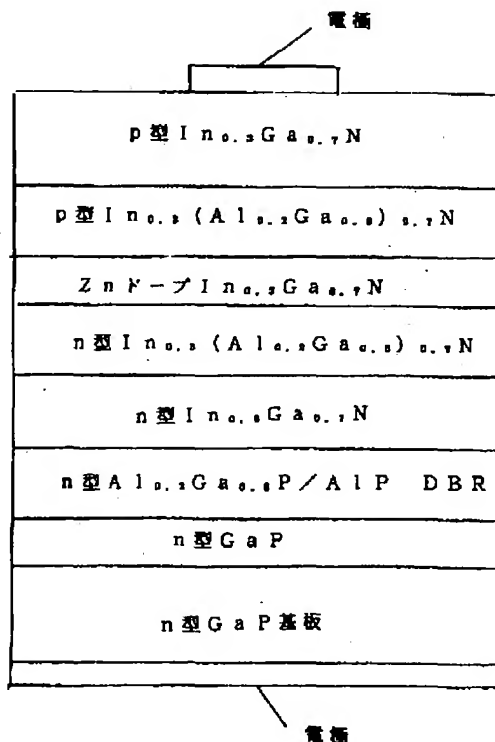 電極
p型In₀.₃Ga₀.₇N
p型In₀.₃(Al₀.₂Ga₀.₈)₀.₇N
ZnドープIn₀.₃Ga₀.₇N
n型In₀.₃(Al₀.₂Ga₀.₈)₀.₇N
n型In₀.₃Ga₀.₇N
n型Al₀.₂Ga₀.₈P/AlP DBR
n型GaP
n型GaP基板
電極